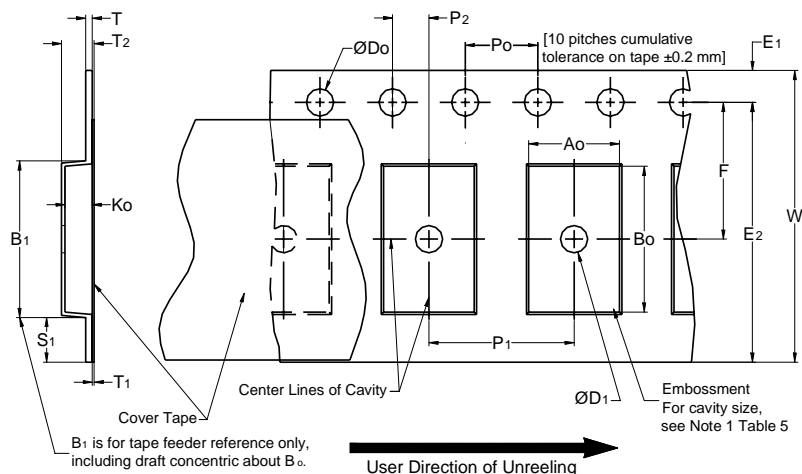 T
T2
P2
ØDo
Po
[10 pitches cumulative
tolerance on tape ±0.2 mm]
E1
Ao
F
W
Ko
B1
Bo
E2
S1
P1
T1
Center Lines of Cavity
ØD1
Embossment
For cavity size,
see Note 1 Table 5
Cover Tape
B1 is for tape feeder reference only,
including draft concentric about Bo.
User Direction of Unreeling